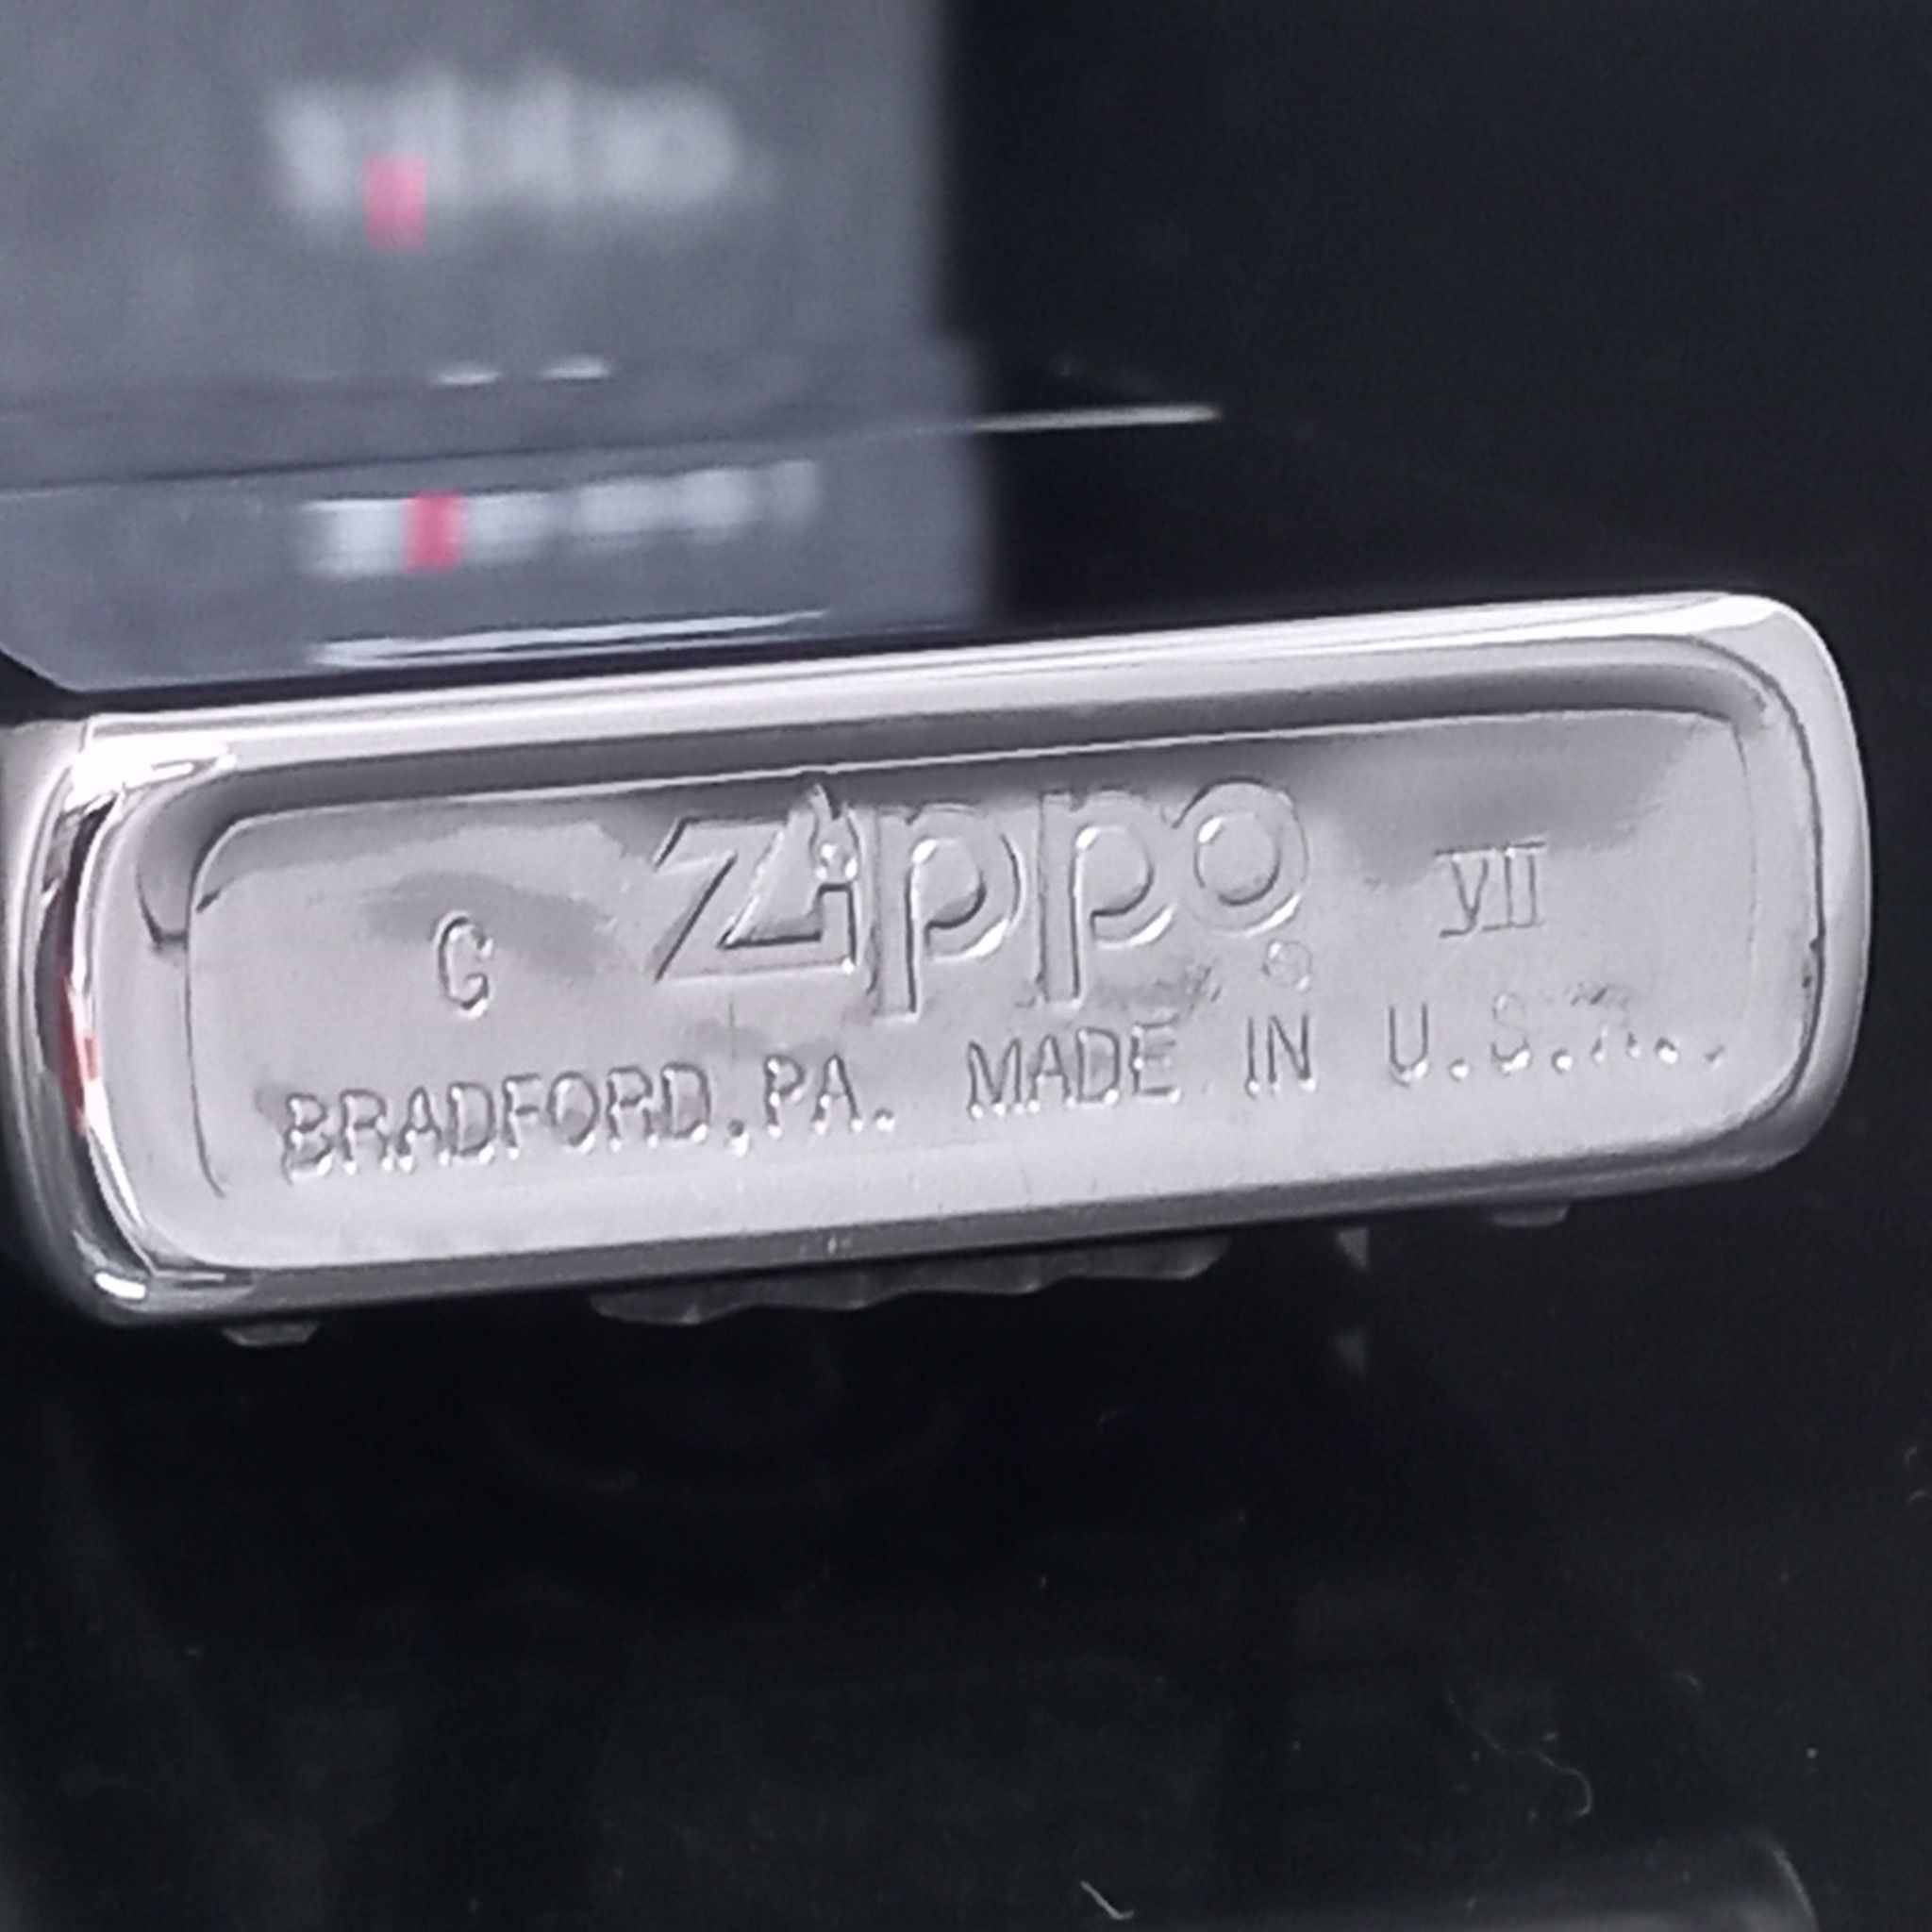 G zippo VII
®
BRADFORD,PA. MADE IN U.S.A.